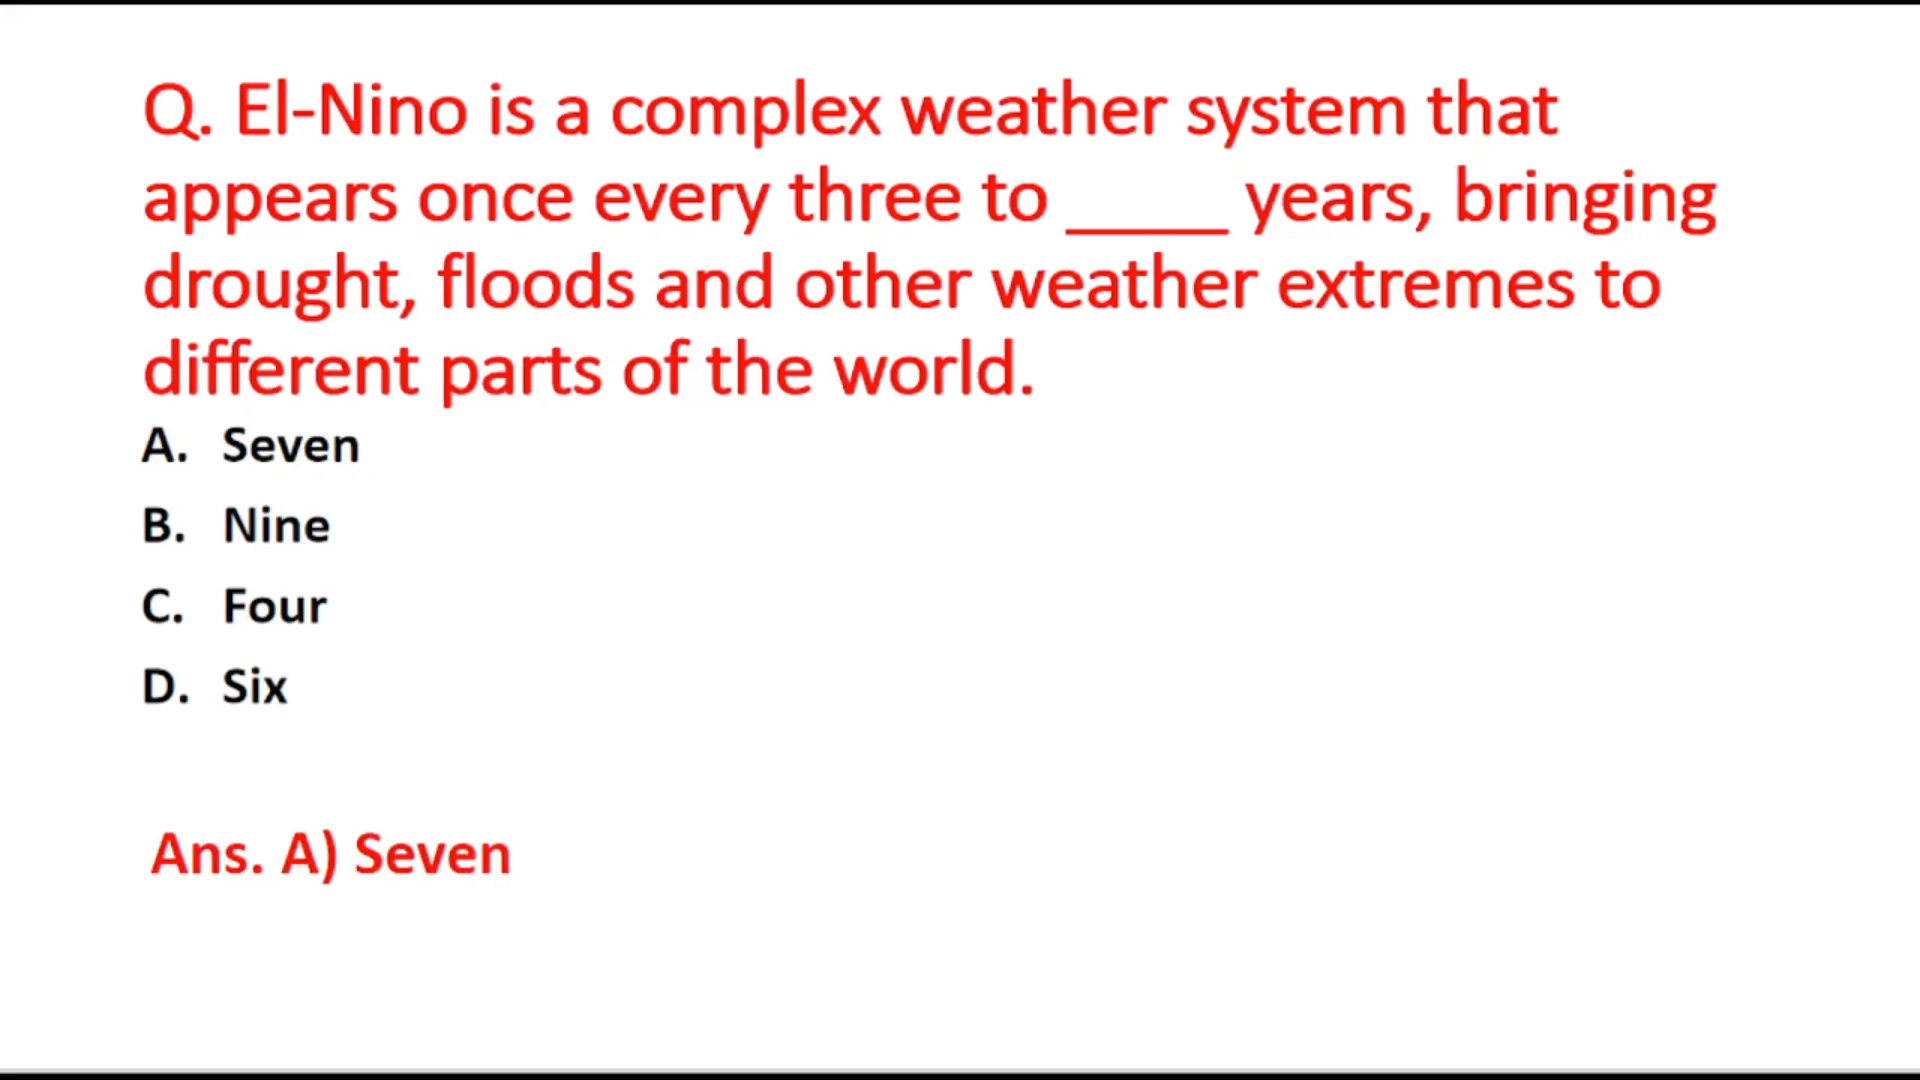 Q. El-Nino is a complex weather system that
appears once every three to _____ years, bringing
drought, floods and other weather extremes to
different parts of the world.
A. Seven
B. Nine
C. Four
D. Six
Ans. A) Seven